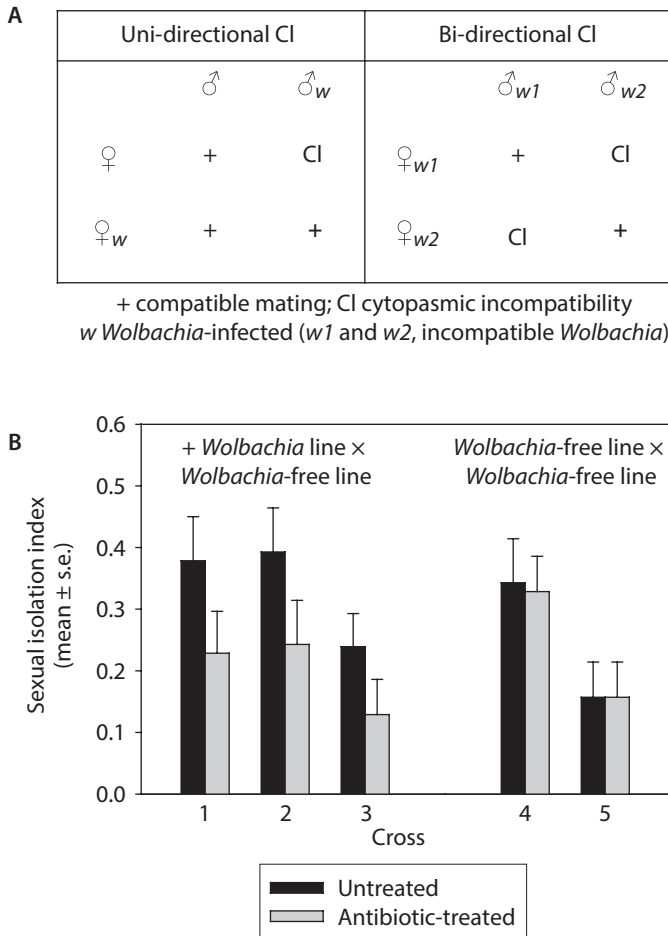 A
Uni-directional CI
Bi-directional CI
♂ ♂w
♂w1 ♂w2
♀ + CI
♀w1 + CI
♀w + +
♀w2 CI +
+ compatible mating; CI cytopasmic incompatibility
w Wolbachia-infected (w1 and w2, incompatible Wolbachia)
B
0.6
0.5
0.4
0.3
0.2
0.1
0.0
Sexual isolation index
(mean ± s.e.)
+ Wolbachia line ×
Wolbachia-free line
Wolbachia-free line ×
Wolbachia-free line
1 2 3 4 5
Cross
Untreated
Antibiotic-treated